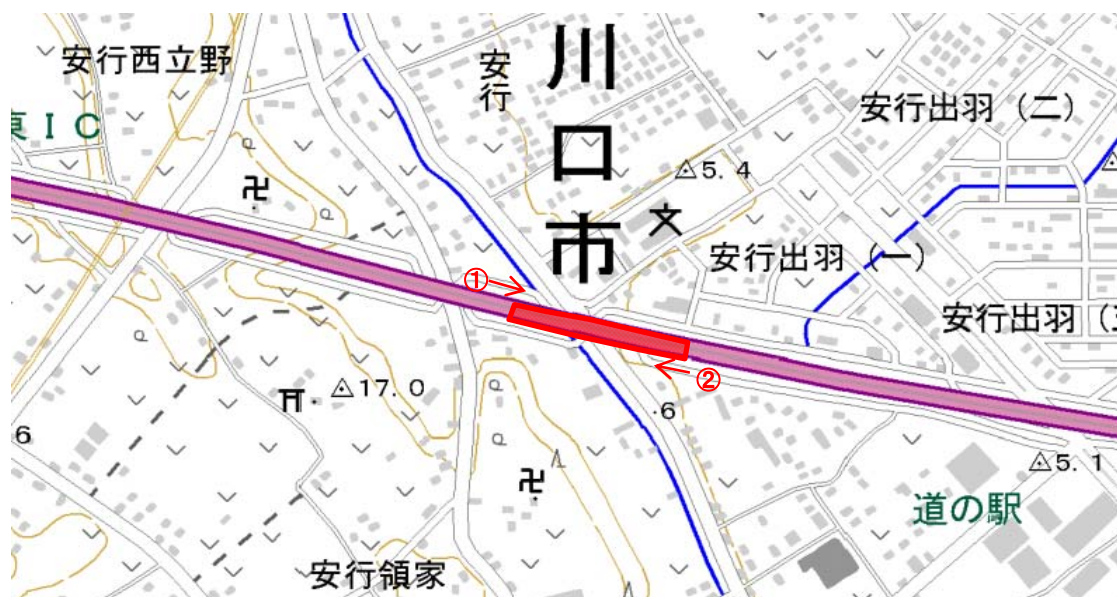 安行西立野
安行
川口市
東IC
安行出羽（二）
5.4
安行出羽（一）
①
安行出羽（
②
17.0
.6
6
5.1
道の駅
安行領家